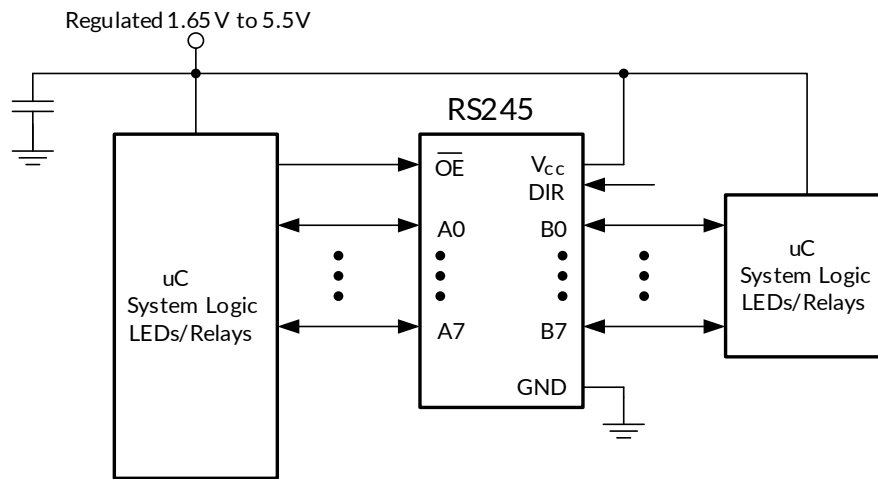 Regulated 1.65V to 5.5V
RS245
OE
VCC
DIR
A0
B0
uC
System Logic
LEDs/Relays
uC
System Logic
LEDs/Relays
A7
B7
GND